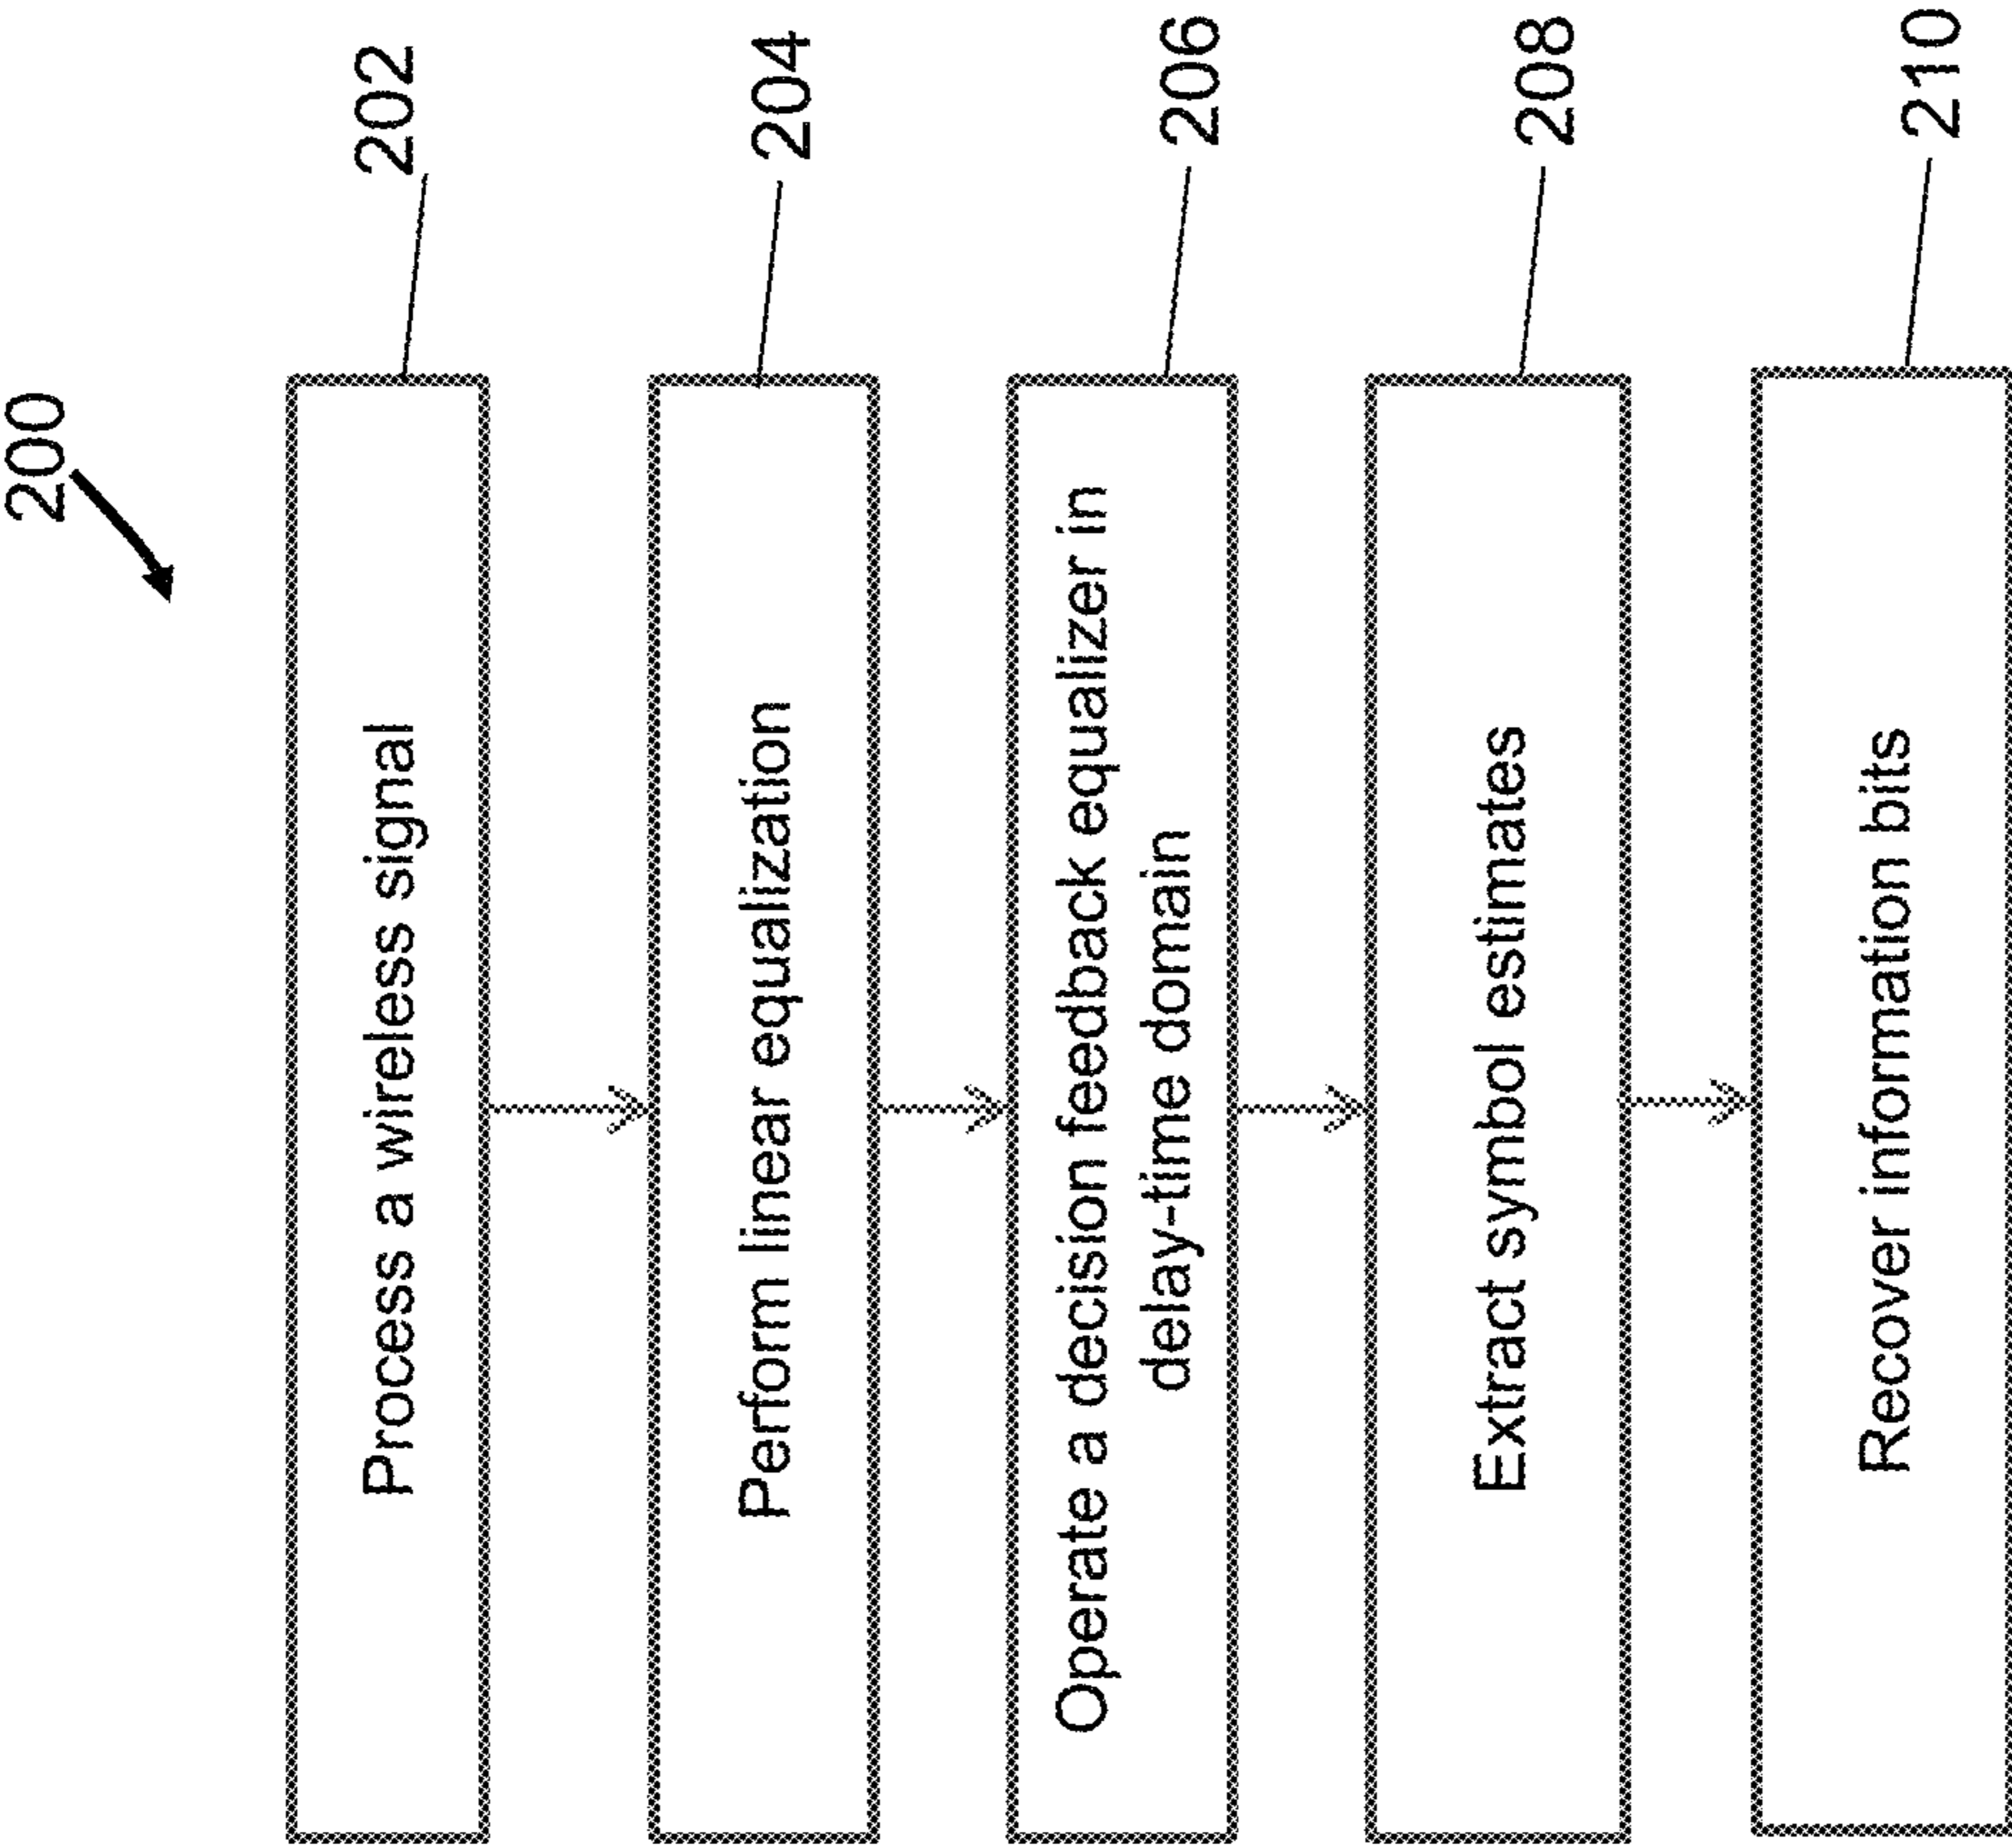 200
Process a wireless signal
202
Perform linear equalization
204
Operate a decision feedback equalizer in
delay-time domain
206
Extract symbol estimates
208
Recover information bits
210